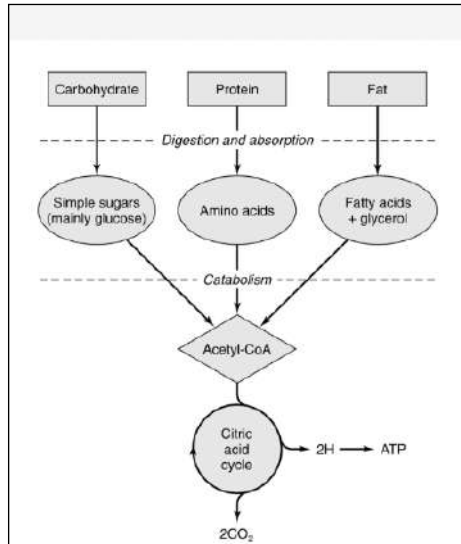 Carbohydrate Protein Fat
Digestion and absorption
Simple sugars
(mainly glucose)
Amino acids
Fatty acids
+ glycerol
Catabolism
Acetyl-CoA
Citric
acid
cycle
2H ATP
2CO₂